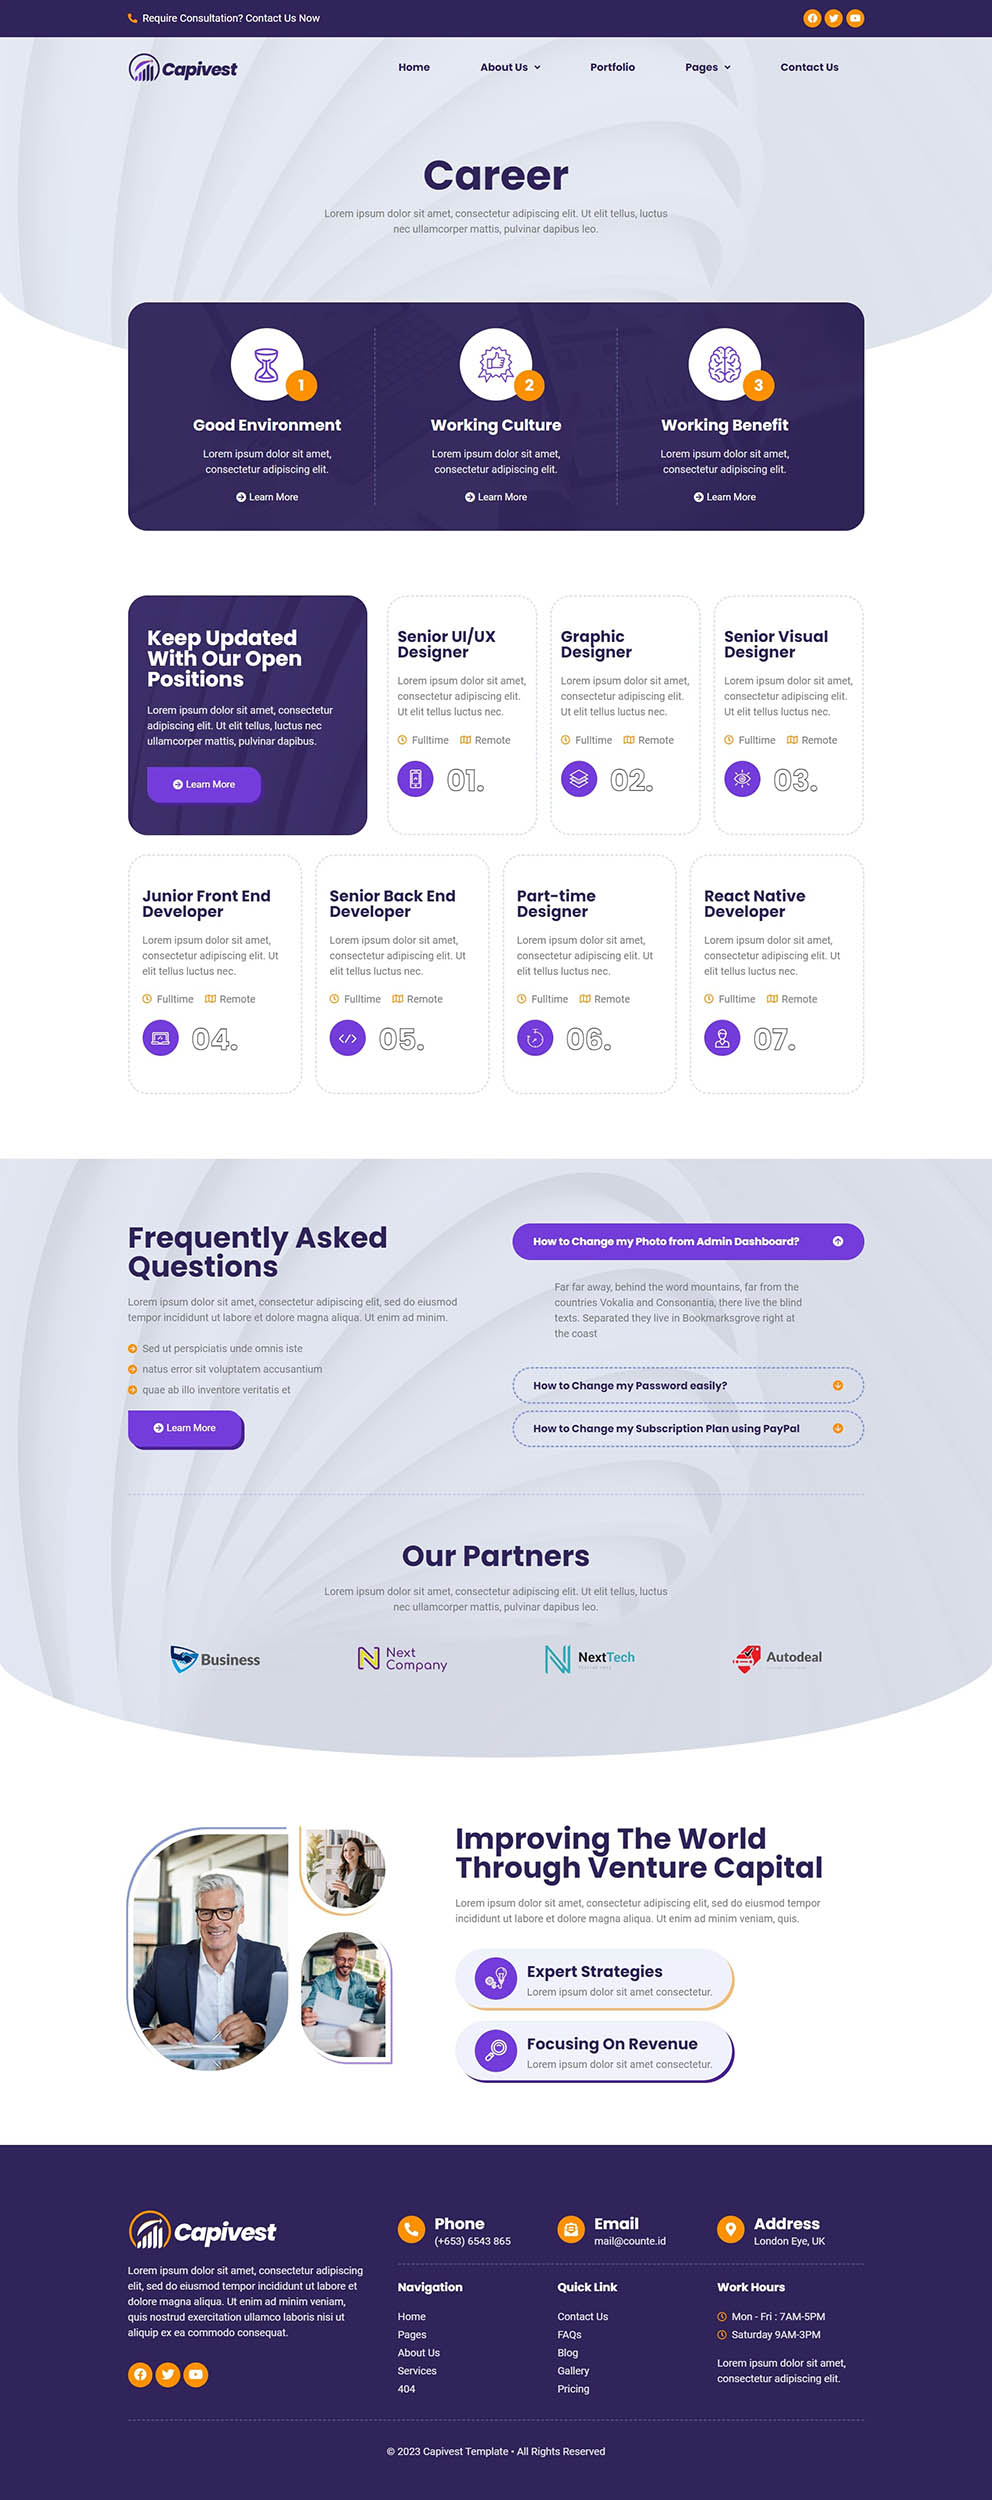 Require Consultation? Contact Us Now
Capivest
Home About Us Portfolio Pages Contact Us
Career
Lorem ipsum dolor sit amet, consectetur adipiscing elit. Ut elit tellus, luctus
nec ullamcorper mattis, pulvinar dapibus leo.
1
Good Environment
Lorem ipsum dolor sit amet,
consectetur adipiscing elit.
Learn More
2
Working Culture
Lorem ipsum dolor sit amet,
consectetur adipiscing elit.
Learn More
3
Working Benefit
Lorem ipsum dolor sit amet,
consectetur adipiscing elit.
Learn More
Keep Updated
With Our Open
Positions
Lorem ipsum dolor sit amet, consectetur
adipiscing elit. Ut elit tellus, luctus nec
ullamcorper mattis, pulvinar dapibus.
Learn More
Senior UI/UX
Designer
Lorem ipsum dolor sit amet,
consectetur adipiscing elit.
Ut elit tellus luctus nec.
Fulltime Remote
01.
Graphic
Designer
Lorem ipsum dolor sit amet,
consectetur adipiscing elit.
Ut elit tellus luctus nec.
Fulltime Remote
02.
Senior Visual
Designer
Lorem ipsum dolor sit amet,
consectetur adipiscing elit.
Ut elit tellus luctus nec.
Fulltime Remote
03.
Junior Front End
Developer
Lorem ipsum dolor sit amet,
consectetur adipiscing elit. Ut
elit tellus luctus nec.
Fulltime Remote
04.
Senior Back End
Developer
Lorem ipsum dolor sit amet,
consectetur adipiscing elit. Ut
elit tellus luctus nec.
Fulltime Remote
05.
Part-time
Designer
Lorem ipsum dolor sit amet,
consectetur adipiscing elit. Ut
elit tellus luctus nec.
Fulltime Remote
06.
React Native
Developer
Lorem ipsum dolor sit amet,
consectetur adipiscing elit. Ut
elit tellus luctus nec.
Fulltime Remote
07.
Frequently Asked
Questions
Lorem ipsum dolor sit amet, consectetur adipiscing elit, sed do eiusmod
tempor incididunt ut labore et dolore magna aliqua. Ut enim ad minim.
Sed ut perspiciatis unde omnis iste
natus error sit voluptatem accusantium
quae ab illo inventore veritatis et
Learn More
How to Change my Photo from Admin Dashboard?
Far far away, behind the word mountains, far from the
countries Vokalia and Consonantia, there live the blind
texts. Separated they live in Bookmarksgrove right at
the coast
How to Change my Password easily?
How to Change my Subscription Plan using PayPal
Our Partners
Lorem ipsum dolor sit amet, consectetur adipiscing elit. Ut elit tellus, luctus
nec ullamcorper mattis, pulvinar dapibus leo.
Business
Next
Company
NextTech
Autodeal
Improving The World
Through Venture Capital
Lorem ipsum dolor sit amet, consectetur adipiscing elit, sed do eiusmod tempor
incididunt ut labore et dolore magna aliqua. Ut enim ad minim veniam, quis.
Expert Strategies
Lorem ipsum dolor sit amet consectetur.
Focusing On Revenue
Lorem ipsum dolor sit amet consectetur.
Capivest
Lorem ipsum dolor sit amet, consectetur adipiscing
elit, sed do eiusmod tempor incididunt ut labore et
dolore magna aliqua. Ut enim ad minim veniam,
quis nostrud exercitation ullamco laboris nisi ut
aliquip ex ea commodo consequat.
Phone
(+653) 6543 865
Email
mail@counte.id
Address
London Eye, UK
Navigation
Home
Pages
About Us
Services
404
Quick Link
Contact Us
FAQs
Blog
Gallery
Pricing
Work Hours
Mon - Fri : 7AM-5PM
Saturday 9AM-3PM
Lorem ipsum dolor sit amet,
consectetur adipiscing elit.
© 2023 Capivest Template • All Rights Reserved